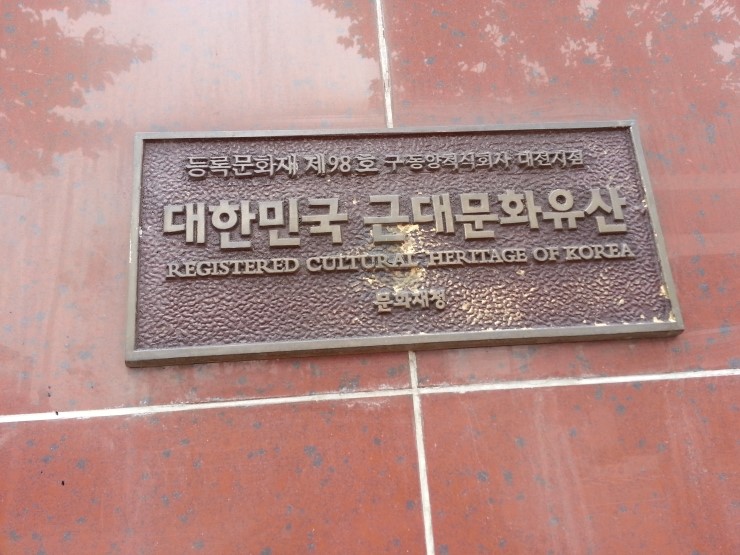 등록문화재 제98호 구 동양척식회사 대전지점
대한민국 근대문화유산
REGISTERED CULTURAL HERITAGE OF KOREA
문화재청